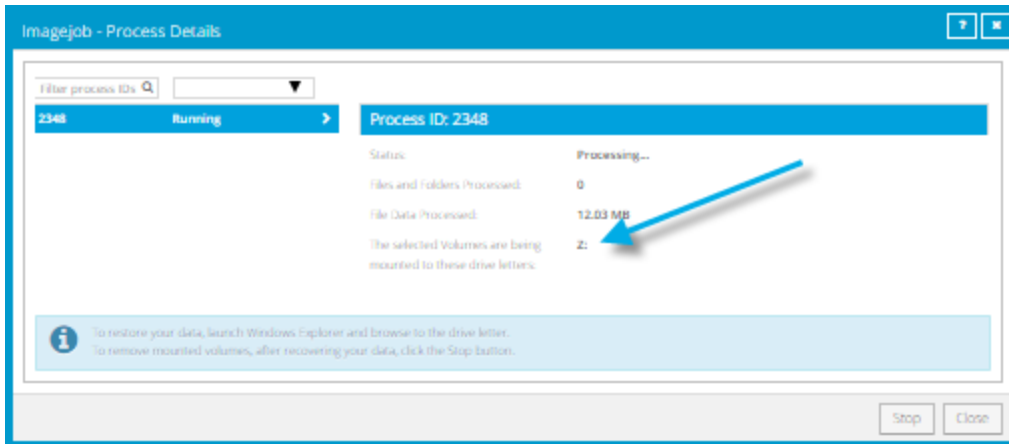 Imagejob - Process Details
? ×
Filter process IDs
2348 Running >
Process ID: 2348
Status: Processing...
Files and Folders Processed: 0
File Data Processed: 12.03 MB
The selected Volumes are being Z:
mounted to these drive letters:
To restore your data, launch Windows Explorer and browse to the drive letter.
To remove mounted volumes, after recovering your data, click the Stop button.
Stop Close